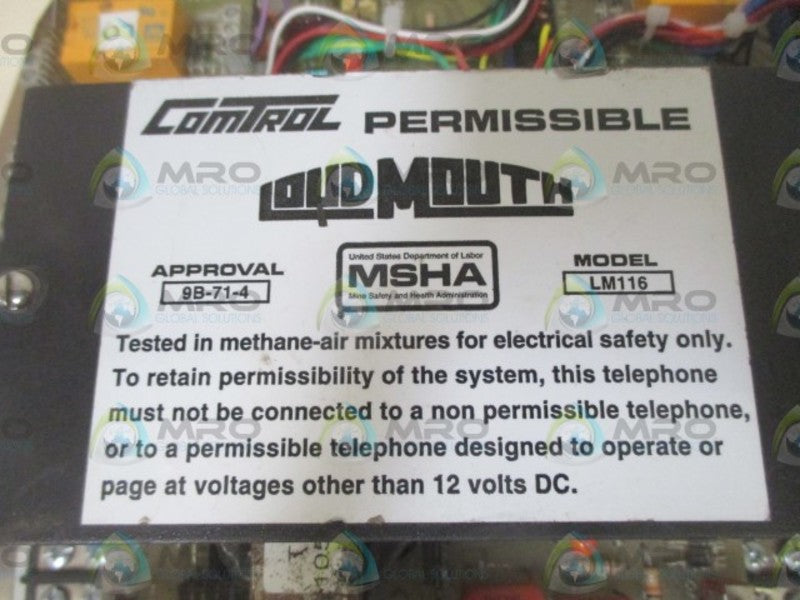 COMTROL PERMISSIBLE
LOUDMOUTH
APPROVAL
9B-71-4
United States Department of Labor
MSHA
Mine Safety and Health Administration
MODEL
LM116
Tested in methane-air mixtures for electrical safety only.
To retain permissibility of the system, this telephone
must not be connected to a non permissible telephone,
or to a permissible telephone designed to operate or
page at voltages other than 12 volts DC.
MRO
GLOBAL SOLUTIONS